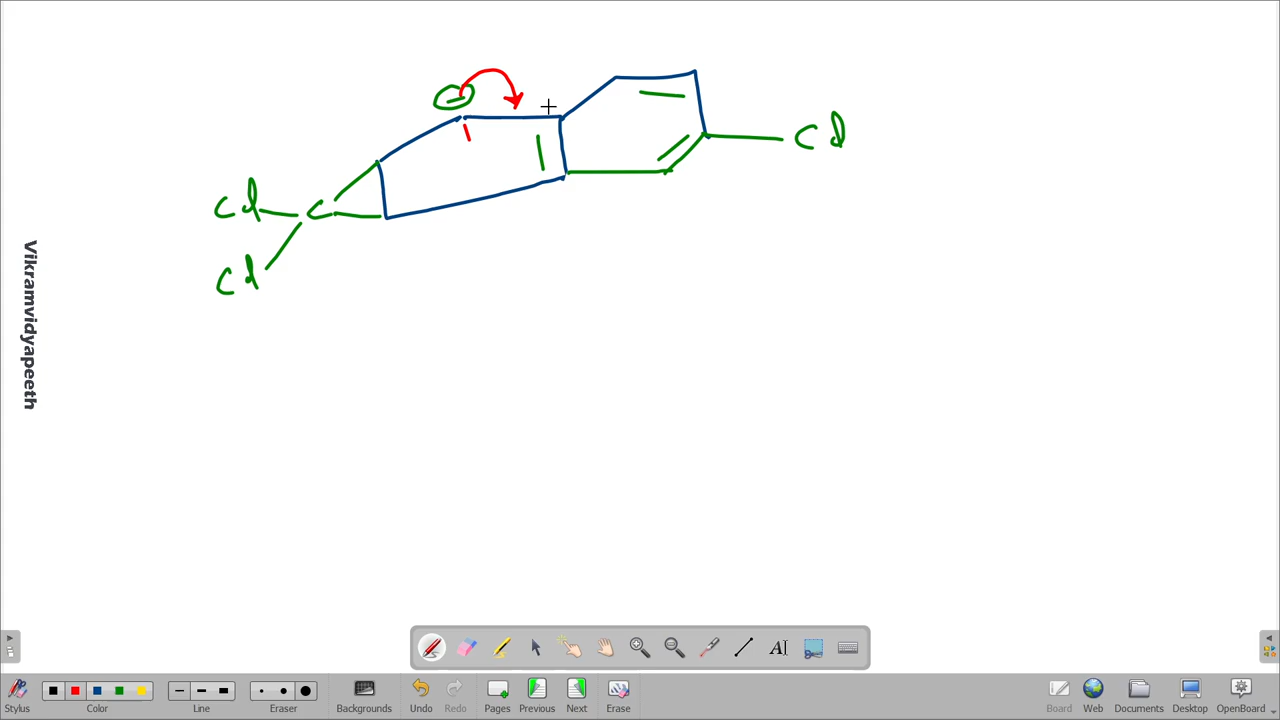 Cl
Cl C
Cl
Vikramvidyapeeth
Stylus
Color
Line
Eraser
Backgrounds
Undo
Redo
Pages
Previous
Next
Erase
Board
Web
Documents
Desktop
OpenBoard